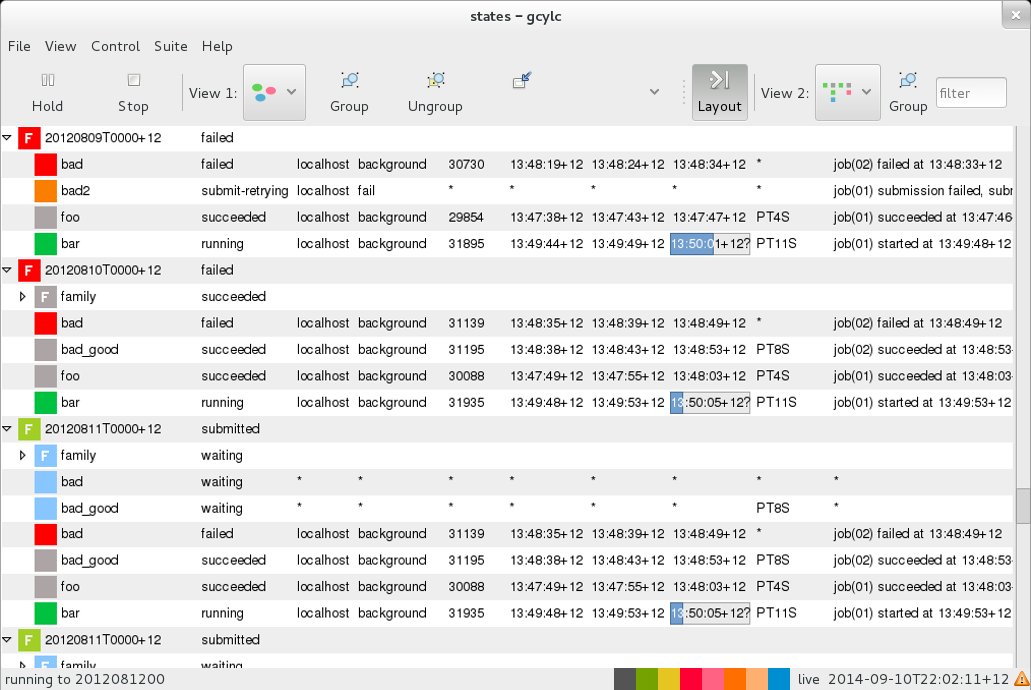 states – gcylc
File View Control Suite Help
Hold Stop View 1: Group Ungroup Layout View 2: Group filter
F 20120809T0000+12 failed
bad failed localhost background 30730 13:48:19+12 13:48:24+12 13:48:34+12 * job(02) failed at 13:48:33+12
bad2 submit-retrying localhost fail * * * * * job(01) submission failed, subm
foo succeeded localhost background 29854 13:47:38+12 13:47:43+12 13:47:47+12 PT4S job(01) succeeded at 13:47:46
bar running localhost background 31895 13:49:44+12 13:49:49+12 13:50:01+12? PT11S job(01) started at 13:49:48+12
F 20120810T0000+12 failed
F family succeeded
bad failed localhost background 31139 13:48:35+12 13:48:39+12 13:48:49+12 * job(02) failed at 13:48:49+12
bad_good succeeded localhost background 31195 13:48:38+12 13:48:43+12 13:48:53+12 PT8S job(02) succeeded at 13:48:53
foo succeeded localhost background 30088 13:47:49+12 13:47:55+12 13:48:03+12 PT4S job(01) succeeded at 13:48:03
bar running localhost background 31935 13:49:48+12 13:49:53+12 13:50:05+12? PT11S job(01) started at 13:49:53+12
F 20120811T0000+12 submitted
F family waiting
bad waiting * * * * * * * *
bad_good waiting * * * * * * PT8S *
bad failed localhost background 31139 13:48:35+12 13:48:39+12 13:48:49+12 * job(02) failed at 13:48:49+12
bad_good succeeded localhost background 31195 13:48:38+12 13:48:43+12 13:48:53+12 PT8S job(02) succeeded at 13:48:53
foo succeeded localhost background 30088 13:47:49+12 13:47:55+12 13:48:03+12 PT4S job(01) succeeded at 13:48:03
bar running localhost background 31935 13:49:48+12 13:49:53+12 13:50:05+12? PT11S job(01) started at 13:49:53+12
F 20120811T0000+12 submitted
F family waiting
running to 2012081200 live 2014-09-10T22:02:11+12